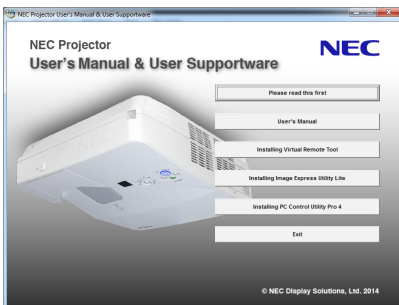 NEC Projector User's Manual & User Supportware
NEC Projector
NEC
User's Manual & User Supportware
Please read this first
User's Manual
Installing Virtual Remote Tool
Installing Image Express Utility Lite
Installing PC Control Utility Pro 4
Exit
© NEC Display Solutions, Ltd. 2014